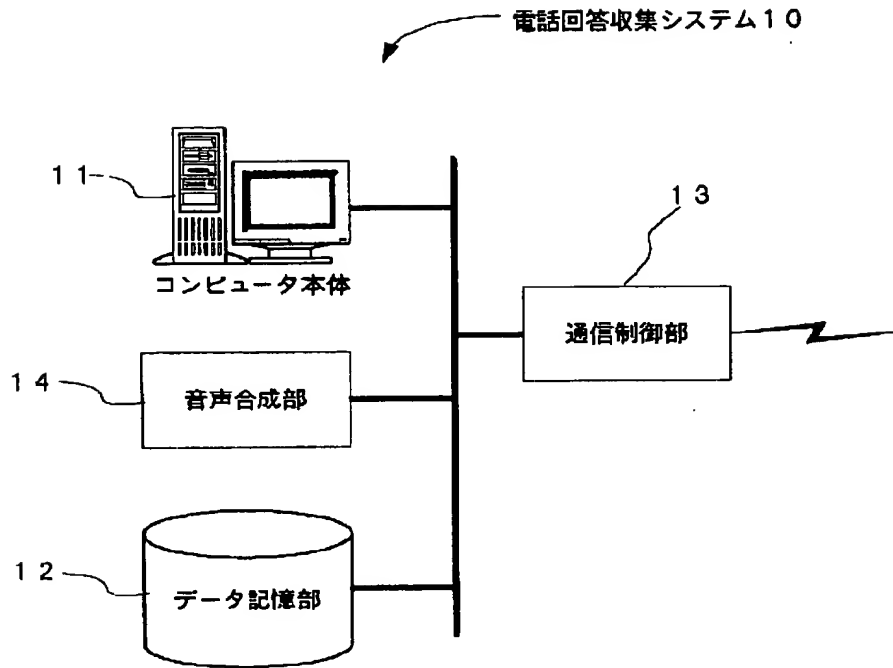 電話回答収集システム１０
１１
コンピュータ本体
１３
通信制御部
１４
音声合成部
１２
データ記憶部